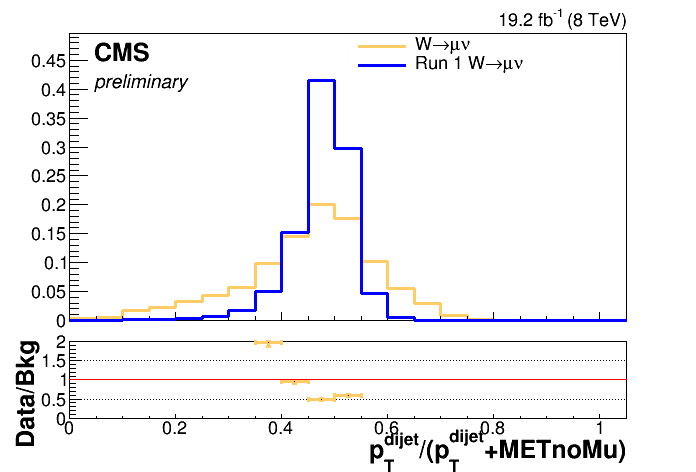 19.2 fb⁻¹ (8 TeV)
CMS
preliminary
W→μν
Run 1 W→μν
0.45
0.4
0.35
0.3
0.25
0.2
0.15
0.1
0.05
0
Data/Bkg
2
1.5
1
0.5
0
0 0.2 0.4 0.6 0.8 1
p_T^dijet/(p_T^dijet+METnoMu)